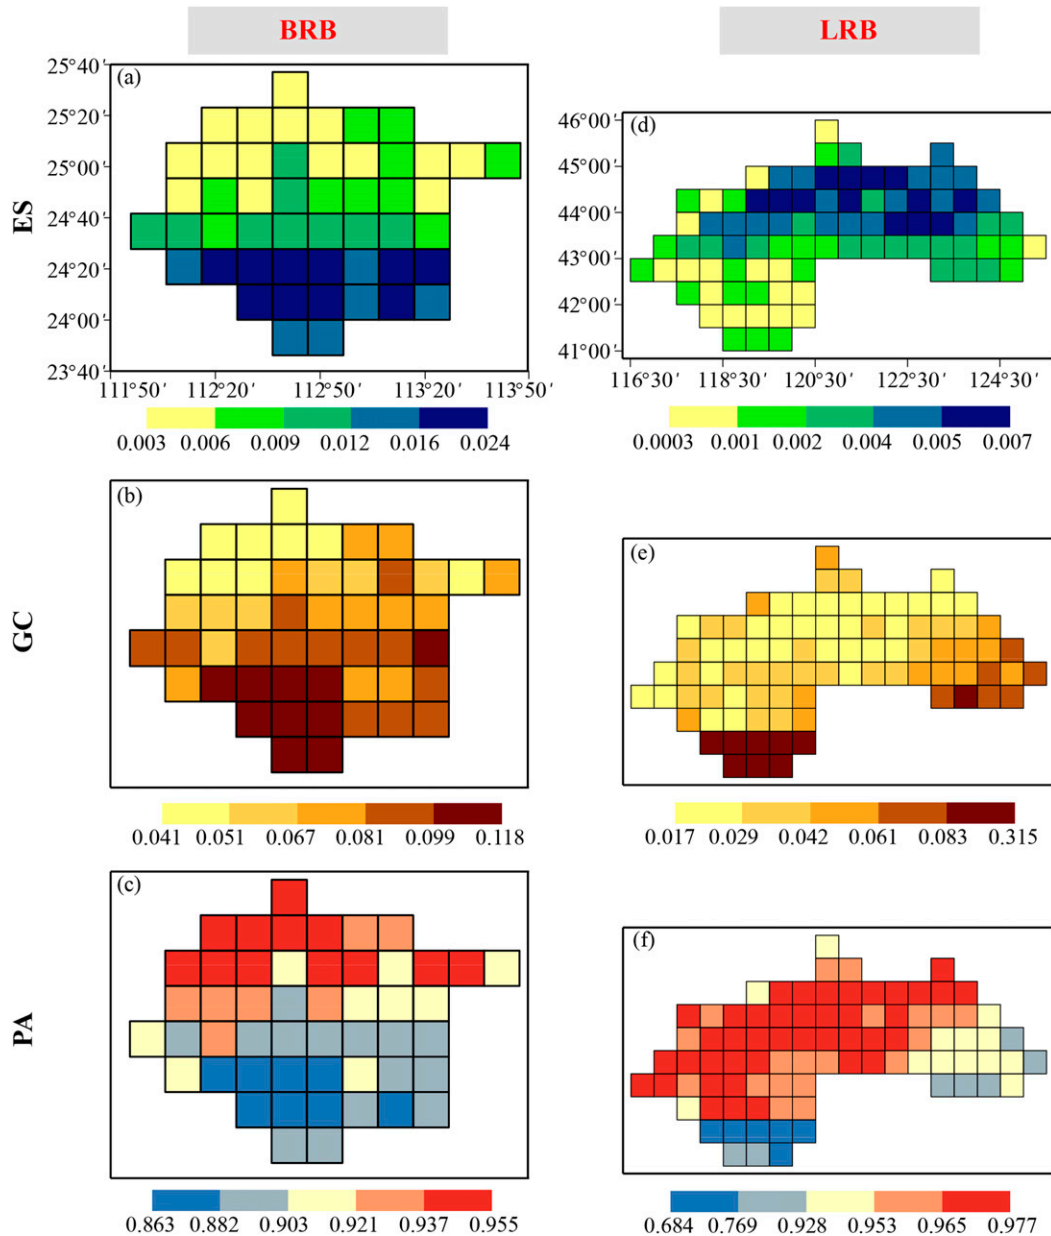 BRB
LRB
ES
(a)
25°40′
25°20′
25°00′
24°40′
24°20′
24°00′
23°40′
111°50′ 112°20′ 112°50′ 113°20′ 113°50′
0.003 0.006 0.009 0.012 0.016 0.024
(d)
46°00′
45°00′
44°00′
43°00′
42°00′
41°00′
116°30′ 118°30′ 120°30′ 122°30′ 124°30′
0.0003 0.001 0.002 0.004 0.005 0.007
GC
(b)
0.041 0.051 0.067 0.081 0.099 0.118
(e)
0.017 0.029 0.042 0.061 0.083 0.315
PA
(c)
0.863 0.882 0.903 0.921 0.937 0.955
(f)
0.684 0.769 0.928 0.953 0.965 0.977